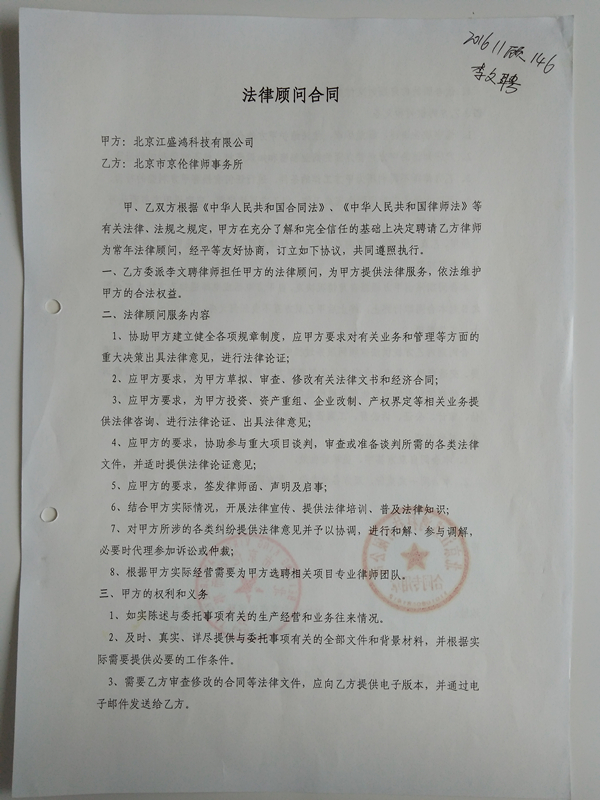 2016 11 顾 146
李文聘
法律顾问合同
甲方：北京江盛鸿科技有限公司
乙方：北京市京伦律师事务所
甲、乙双方根据《中华人民共和国合同法》、《中华人民共和国律师法》等
有关法律、法规之规定，甲方在充分了解和完全信任的基础上决定聘请乙方律师
为常年法律顾问，经平等友好协商，订立如下协议，共同遵照执行。
一、乙方委派李文聘律师担任甲方的法律顾问，为甲方提供法律服务，依法维护
甲方的合法权益。
二、法律顾问服务内容
1、协助甲方建立健全各项规章制度，应甲方要求对有关业务和管理等方面的
重大决策出具法律意见，进行法律论证；
2、应甲方要求，为甲方草拟、审查、修改有关法律文书和经济合同；
3、应甲方要求，为甲方投资、资产重组、企业改制、产权界定等相关业务提
供法律咨询、进行法律论证、出具法律意见；
4、应甲方的要求，协助参与重大项目谈判，审查或准备谈判所需的各类法律
文件，并适时提供法律论证意见；
5、应甲方的要求，签发律师函、声明及启事；
6、结合甲方实际情况，开展法律宣传、提供法律培训、普及法律知识；
7、对甲方所涉的各类纠纷提供法律意见并予以协调，进行和解、参与调解，
必要时代理参加诉讼或仲裁；
8、根据甲方实际经营需要为甲方选聘相关项目专业律师团队。
三、甲方的权利和义务
1、如实陈述与委托事项有关的生产经营和业务往来情况。
2、及时、真实、详尽提供与委托事项有关的全部文件和背景材料，并根据实
际需要提供必要的工作条件。
3、需要乙方审查修改的合同等法律文件，应向乙方提供电子版本，并通过电
子邮件发送给乙方。